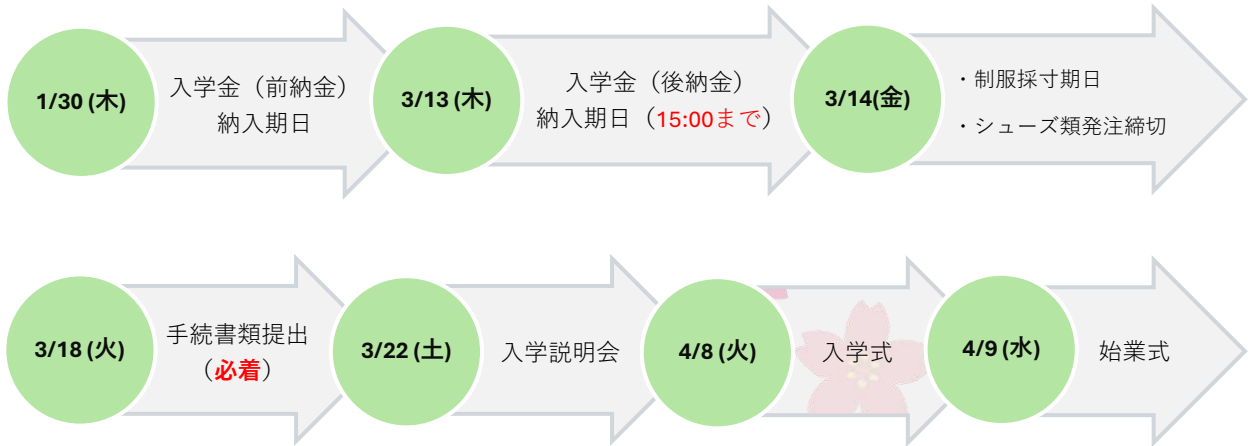 1/30 (木)
入学金（前納金）
納入期日
3/13 (木)
入学金（後納金）
納入期日（15:00まで）
3/14(金)
・制服採寸期日
・シューズ類発注締切
3/18 (火)
手続書類提出
（必着）
3/22 (土)
入学説明会
4/8 (火)
入学式
4/9 (水)
始業式